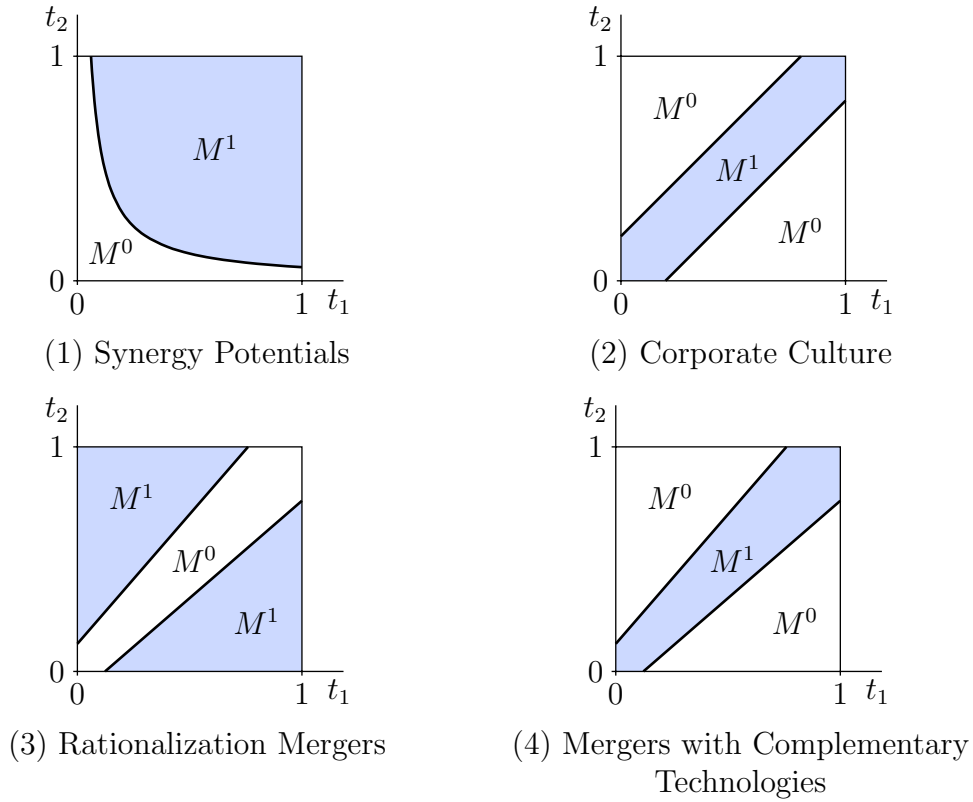 t₂
1
M¹
M⁰
0
0
1
t₁
(1) Synergy Potentials
t₂
1
M⁰
M¹
M⁰
0
0
1
t₁
(2) Corporate Culture
t₂
1
M¹
M⁰
M¹
0
0
1
t₁
(3) Rationalization Mergers
t₂
1
M⁰
M¹
M⁰
0
0
1
t₁
(4) Mergers with Complementary
Technologies